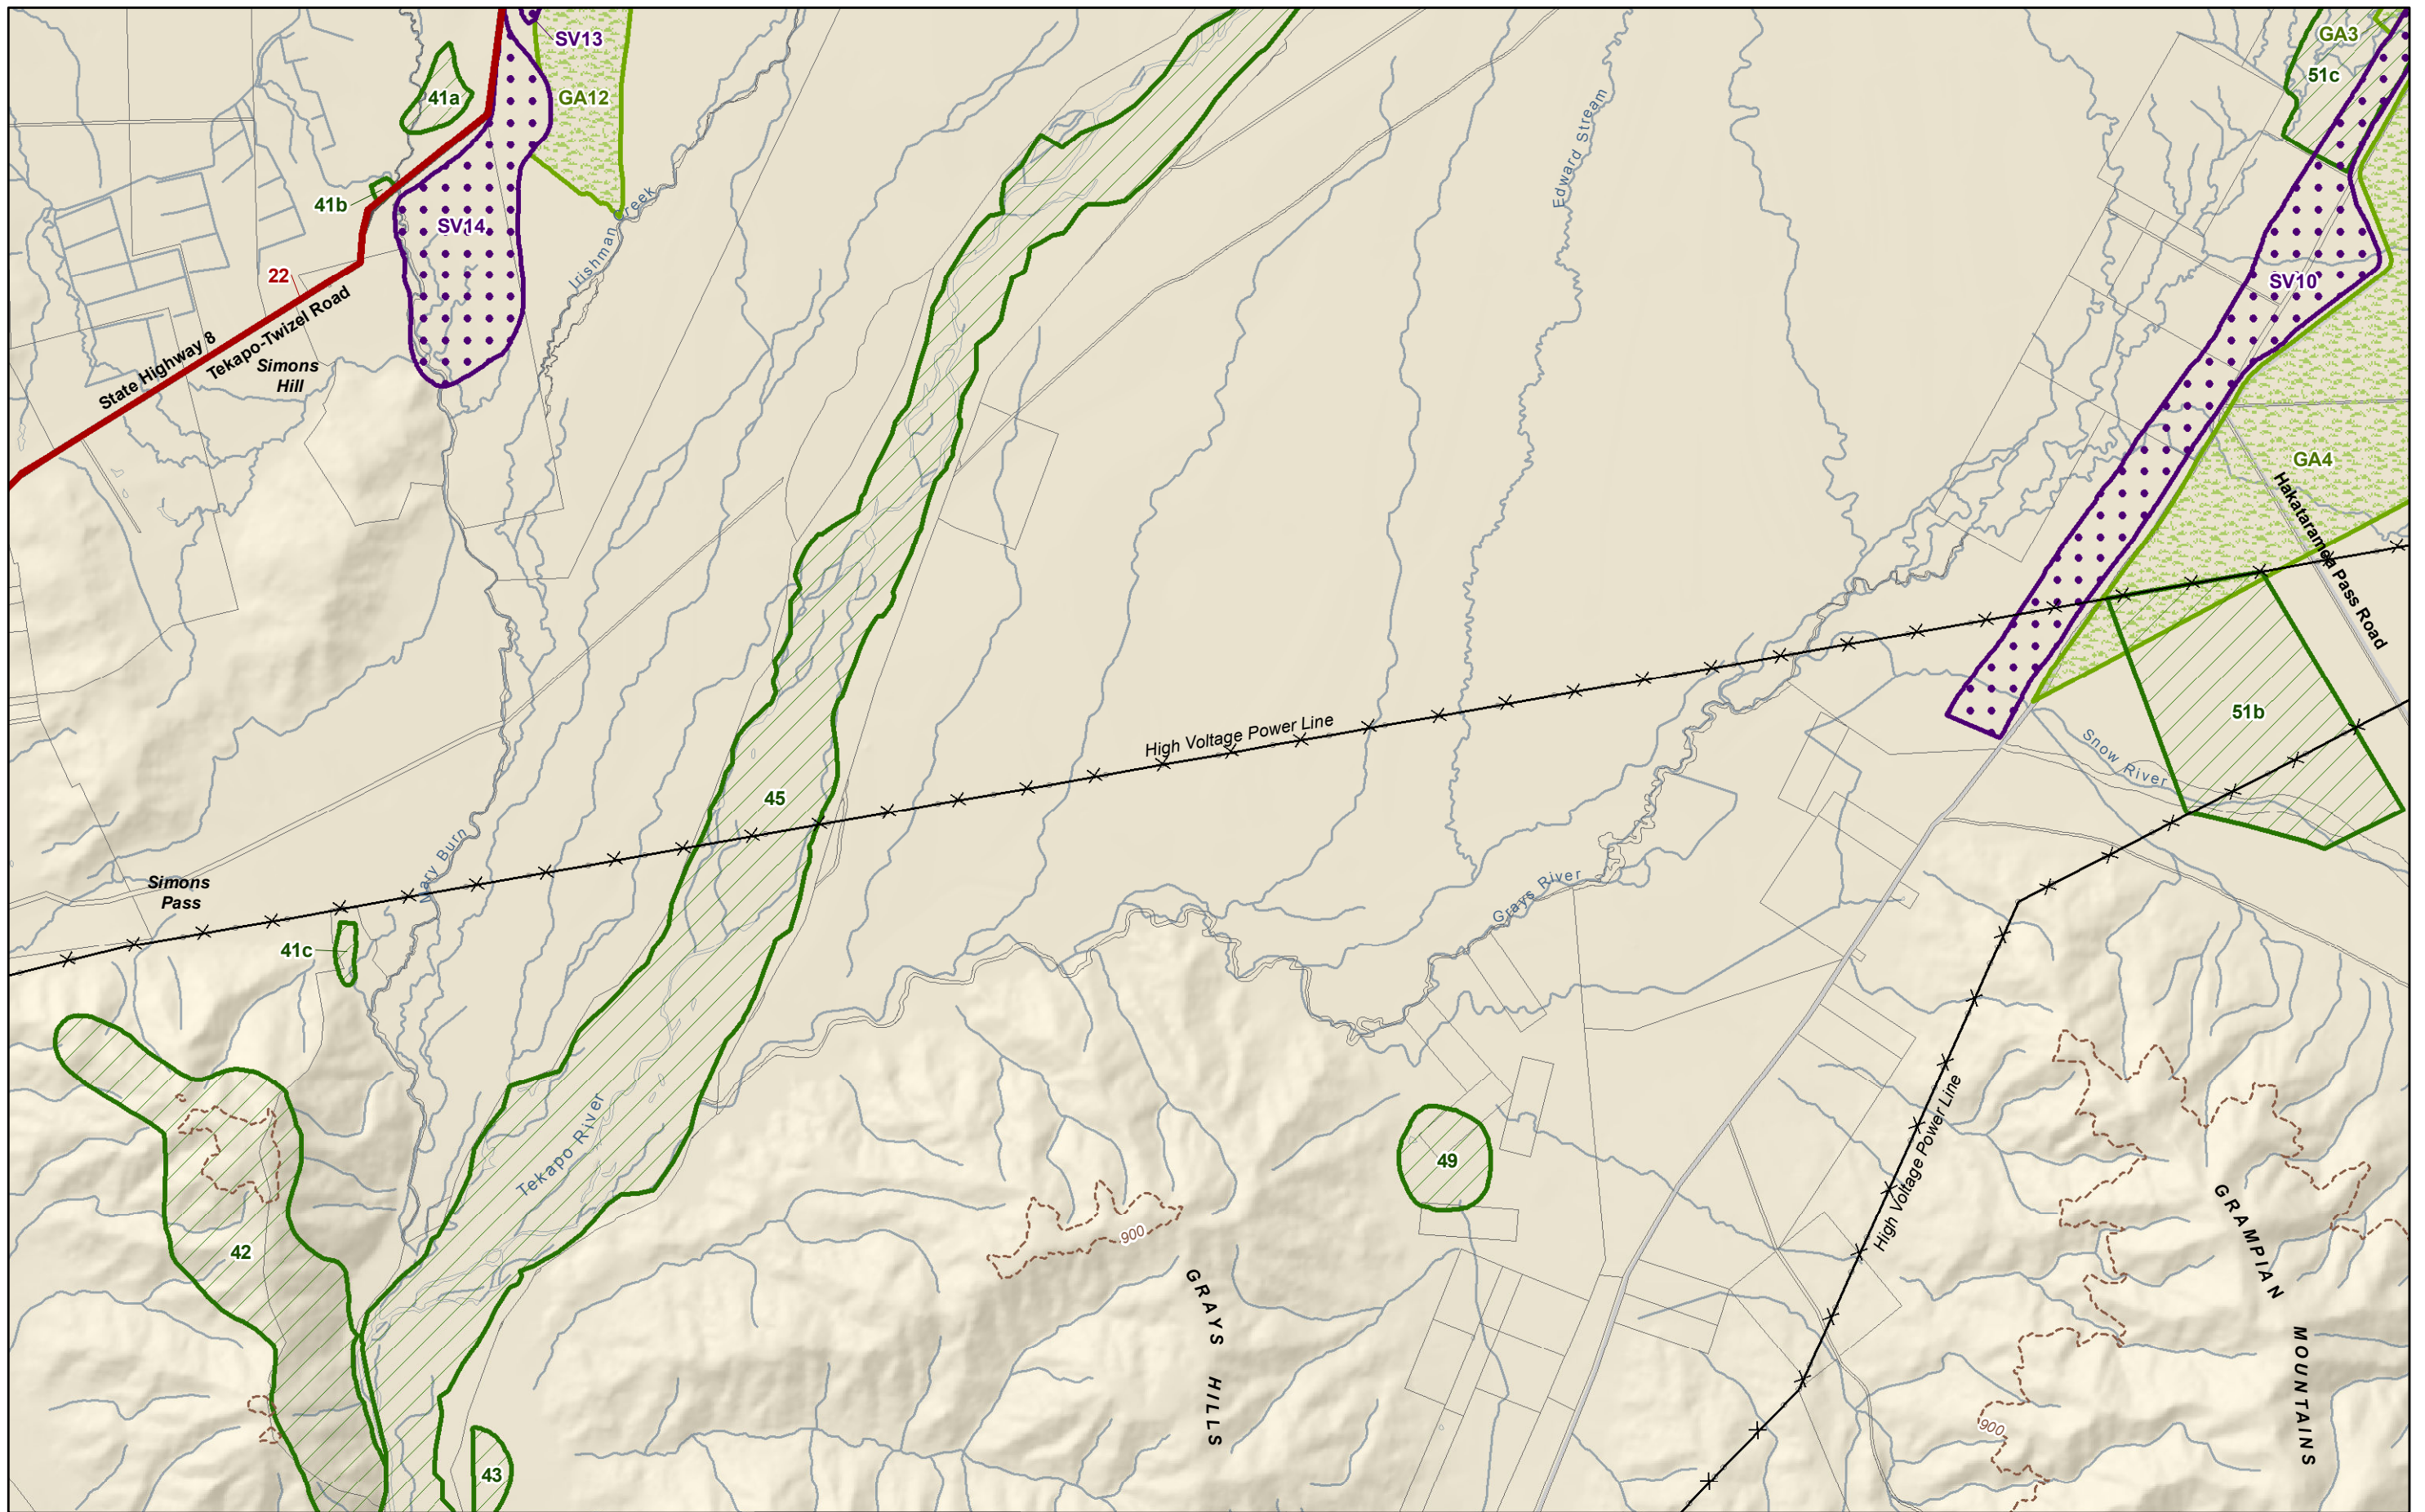 SV13
GA3
51c
41a
GA12
Edward Stream
41b
SV14
Irishman Creek
22
SV10
State Highway 8
Tekapo-Twizel Road
Simons
Hill
GA4
Hakataramea Pass Road
High Voltage Power Line
51b
Snow River
45
Mary Burn
Simons
Pass
Grays River
41c
High Voltage Power Line
Tekapo River
49
900
42
GRAYS HILLS
GRAMPIAN MOUNTAINS
900
43